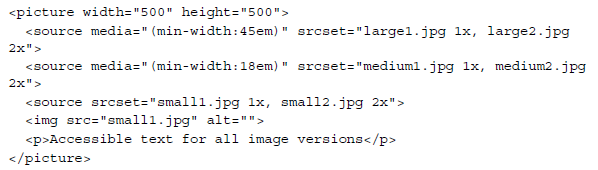 <picture width="500" height="500">
<source media="(min-width:45em)" srcset="large1.jpg 1x, large2.jpg
2x">
<source media="(min-width:18em)" srcset="medium1.jpg 1x, medium2.jpg
2x">
<source srcset="small1.jpg 1x, small2.jpg 2x">
<img src="small1.jpg" alt="">
<p>Accessible text for all image versions</p>
</picture>